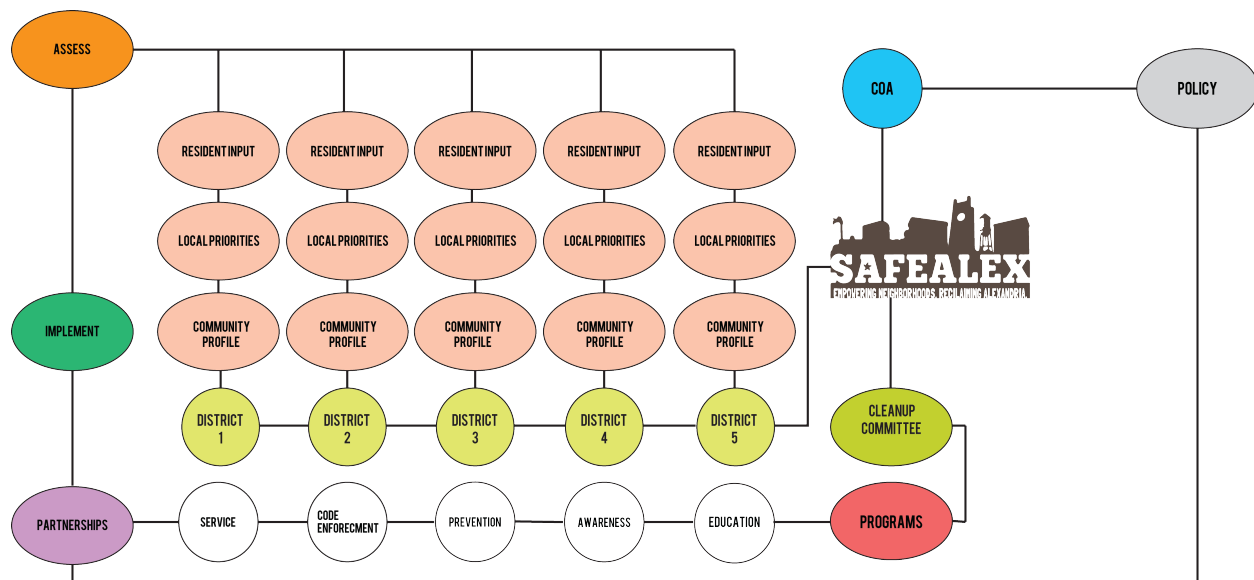 ASSESS
COA
POLICY
RESIDENT INPUT
RESIDENT INPUT
RESIDENT INPUT
RESIDENT INPUT
RESIDENT INPUT
LOCAL PRIORITIES
LOCAL PRIORITIES
LOCAL PRIORITIES
LOCAL PRIORITIES
LOCAL PRIORITIES
SAFEALEX
EMPOWERING NEIGHBORHOODS. RECLAIMING ALEXANDRIA.
IMPLEMENT
COMMUNITY
PROFILE
COMMUNITY
PROFILE
COMMUNITY
PROFILE
COMMUNITY
PROFILE
COMMUNITY
PROFILE
DISTRICT
1
DISTRICT
2
DISTRICT
3
DISTRICT
4
DISTRICT
5
CLEANUP
COMMITTEE
PARTNERSHIPS
SERVICE
CODE
ENFORECMENT
PREVENTION
AWARENESS
EDUCATION
PROGRAMS